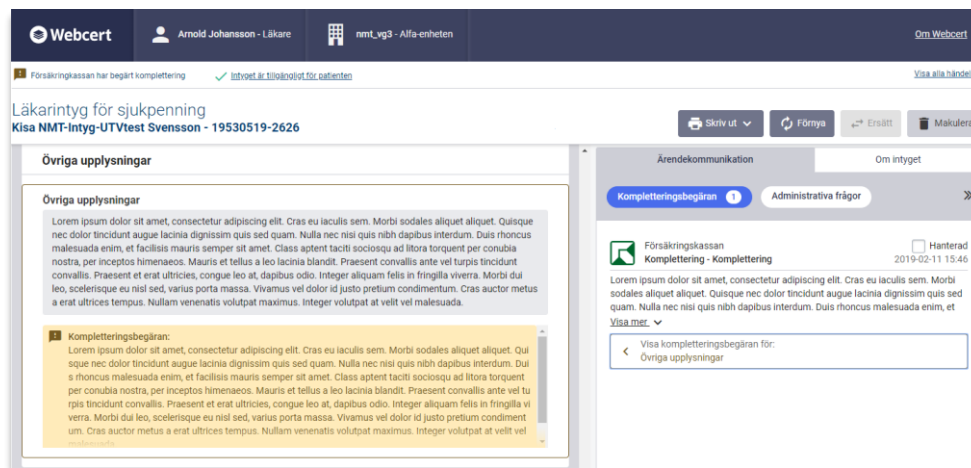 Webcert
Arnold Johansson - Läkare
nmt_vg3 - Alfa-enheten
Om Webcert
Försäkringkassan har begärt komplettering
Intyget är tillgängligt för patienten
Visa alla händel
Läkarintyg för sjukpenning
Kisa NMT-Intyg-UTVtest Svensson - 19530519-2626
Skriv ut
Förnya
Ersätt
Makulera
Övriga upplysningar
Övriga upplysningar
Lorem ipsum dolor sit amet, consectetur adipiscing elit. Cras eu iaculis sem. Morbi sodales aliquet aliquet. Quisque
nec dolor tincidunt augue lacinia dignissim quis sed quam. Nulla nec nisi quis nibh dapibus interdum. Duis rhoncus
malesuada enim, et facilisis mauris semper sit amet. Class aptent taciti sociosqu ad litora torquent per conubia
nostra, per inceptos himenaeos. Mauris et tellus a leo lacinia blandit. Praesent convallis ante vel turpis tincidunt
convallis. Praesent et erat ultricies, congue leo at, dapibus odio. Integer aliquam felis in fringilla viverra. Morbi dui
leo, scelerisque eu nisl sed, varius porta massa. Vivamus vel dolor id justo pretium condimentum. Cras auctor metus
a erat ultrices tempus. Nullam venenatis volutpat maximus. Integer volutpat at velit vel malesuada.
Kompletteringsbegäran:
Lorem ipsum dolor sit amet, consectetur adipiscing elit. Cras eu iaculis sem. Morbi sodales aliquet aliquet. Qui
sque nec dolor tincidunt augue lacinia dignissim quis sed quam. Nulla nec nisi quis nibh dapibus interdum. Dui
s rhoncus malesuada enim, et facilisis mauris semper sit amet. Class aptent taciti sociosqu ad litora torquent
per conubia nostra, per inceptos himenaeos. Mauris et tellus a leo lacinia blandit. Praesent convallis ante vel tu
rpis tincidunt convallis. Praesent et erat ultricies, congue leo at, dapibus odio. Integer aliquam felis in fringilla vi
verra. Morbi dui leo, scelerisque eu nisl sed, varius porta massa. Vivamus vel dolor id justo pretium condiment
um. Cras auctor metus a erat ultrices tempus. Nullam venenatis volutpat maximus. Integer volutpat at velit vel
malesuada
Ärendekommunikation
Om intyget
Kompletteringsbegäran 1
Administrativa frågor
Försäkringskassan
Hanterad
Komplettering - Komplettering
2019-02-11 15:46
Lorem ipsum dolor sit amet, consectetur adipiscing elit. Cras eu iaculis sem. Morbi
sodales aliquet aliquet. Quisque nec dolor tincidunt augue lacinia dignissim quis sed
quam. Nulla nec nisi quis nibh dapibus interdum. Duis rhoncus malesuada enim, et
Visa mer
Visa kompletteringsbegäran för:
Övriga upplysningar